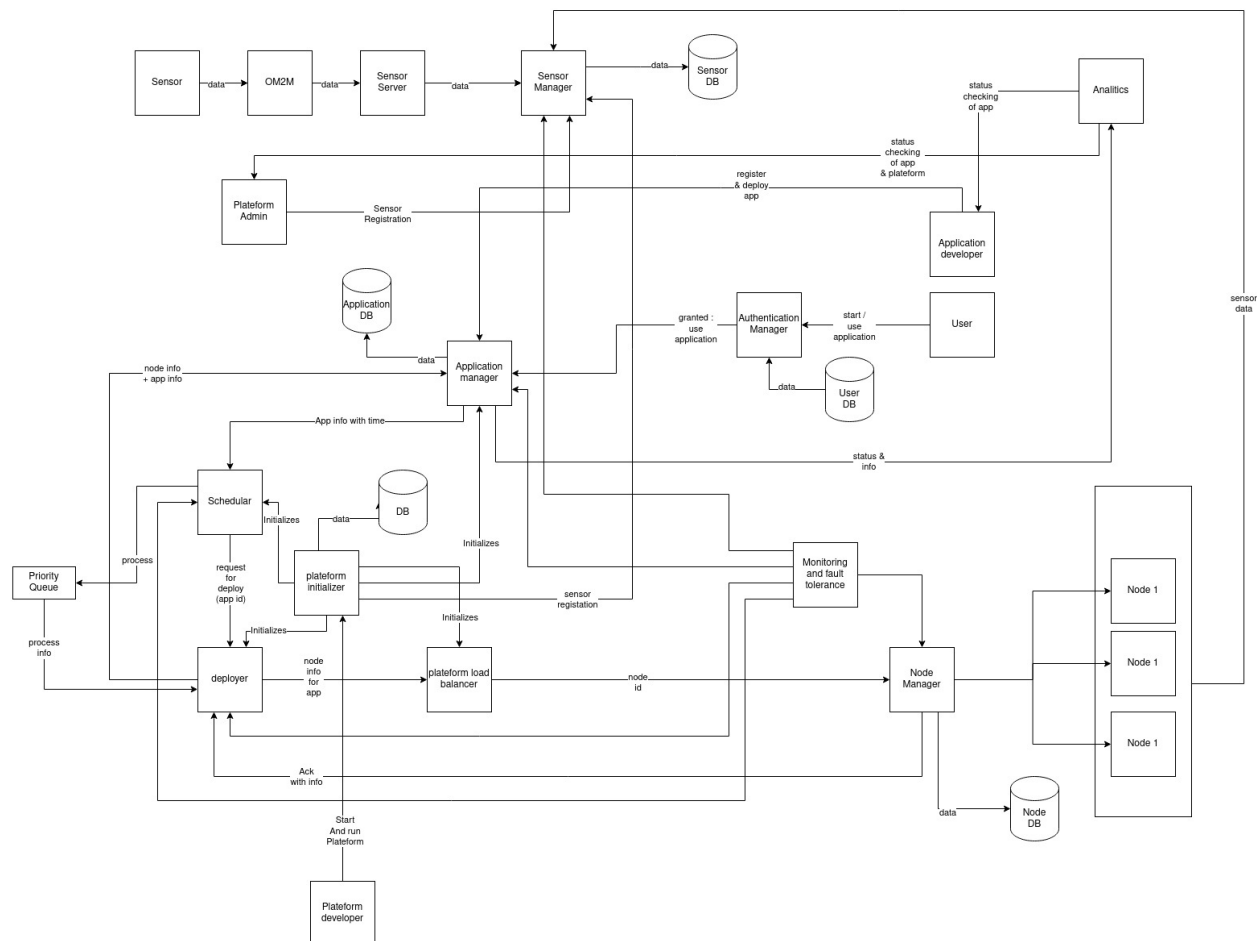 Sensor
data
OM2M
data
Sensor
Server
data
Sensor
Manager
data
Sensor
DB
status
checking
of app
Analitics
status
checking
of app
& plateform
register
& deploy
app
Plateform
Admin
Sensor
Registration
Application
developer
sensor
data
Application
DB
granted :
use
application
Authentication
Manager
start /
use
application
User
data
Application
manager
node info
+ app info
data
User
DB
App info with time
status &
info
Schedular
Initializes
data
DB
Initializes
process
Priority
Queue
request
for
deploy
(app id)
plateform
initializer
sensor
registation
Monitoring
and fault
tolerance
Node 1
Initializes
Initializes
process
info
deployer
node
info
for
app
plateform load
balancer
node
id
Node
Manager
Node 1
Node 1
Ack
with info
data
Node
DB
Start
And run
Plateform
Plateform
developer